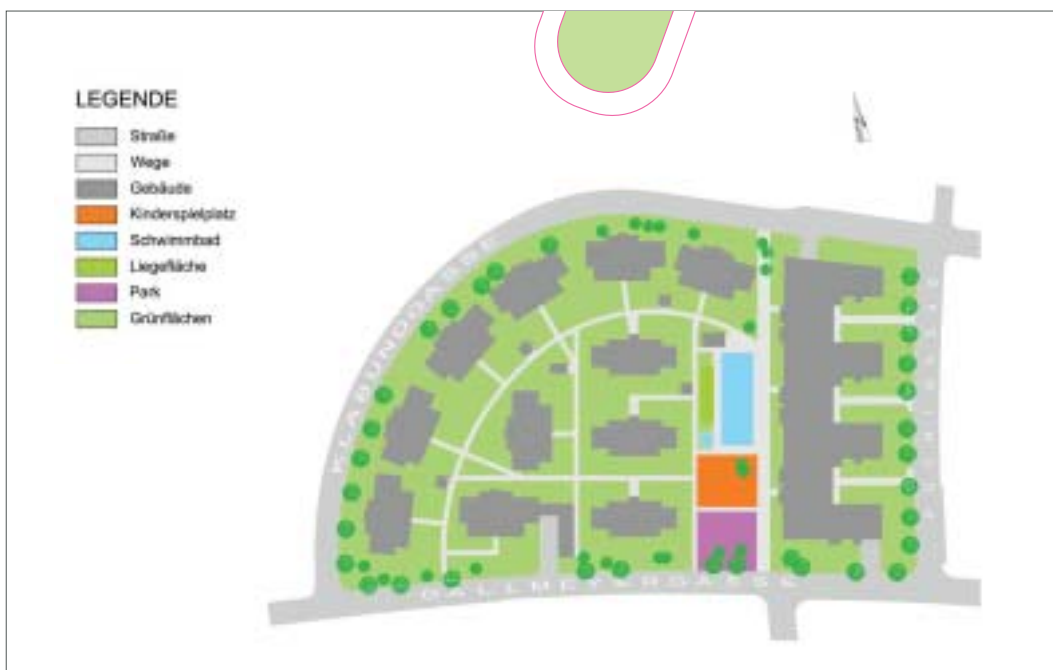 LEGENDE
Straße
Wege
Gebäude
Kinderspielplatz
Schwimmbad
Liegefläche
Park
Grünflächen
KLABUNDGASSE
GALLMEYERGASSE